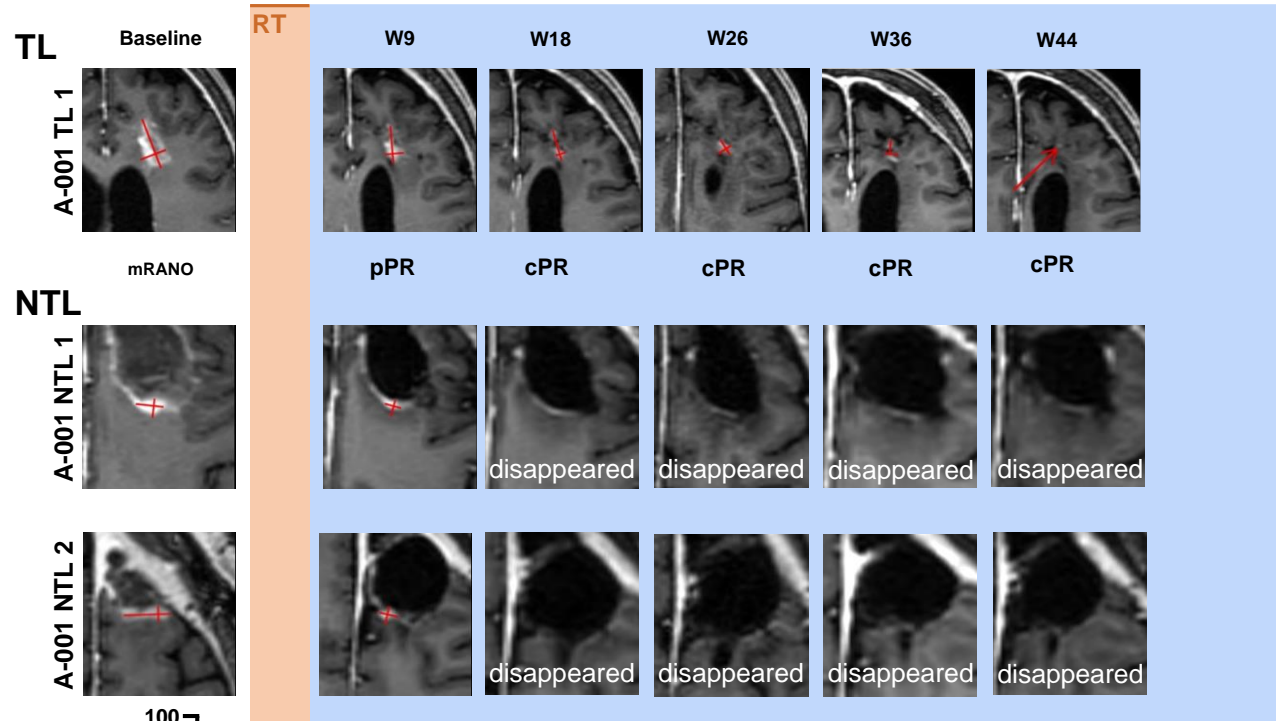 RT
TL
Baseline
W9
W18
W26
W36
W44
A-001 TL 1
mRANO
pPR
cPR
cPR
cPR
cPR
NTL
A-001 NTL 1
disappeared
disappeared
disappeared
disappeared
A-001 NTL 2
disappeared
disappeared
disappeared
disappeared
100